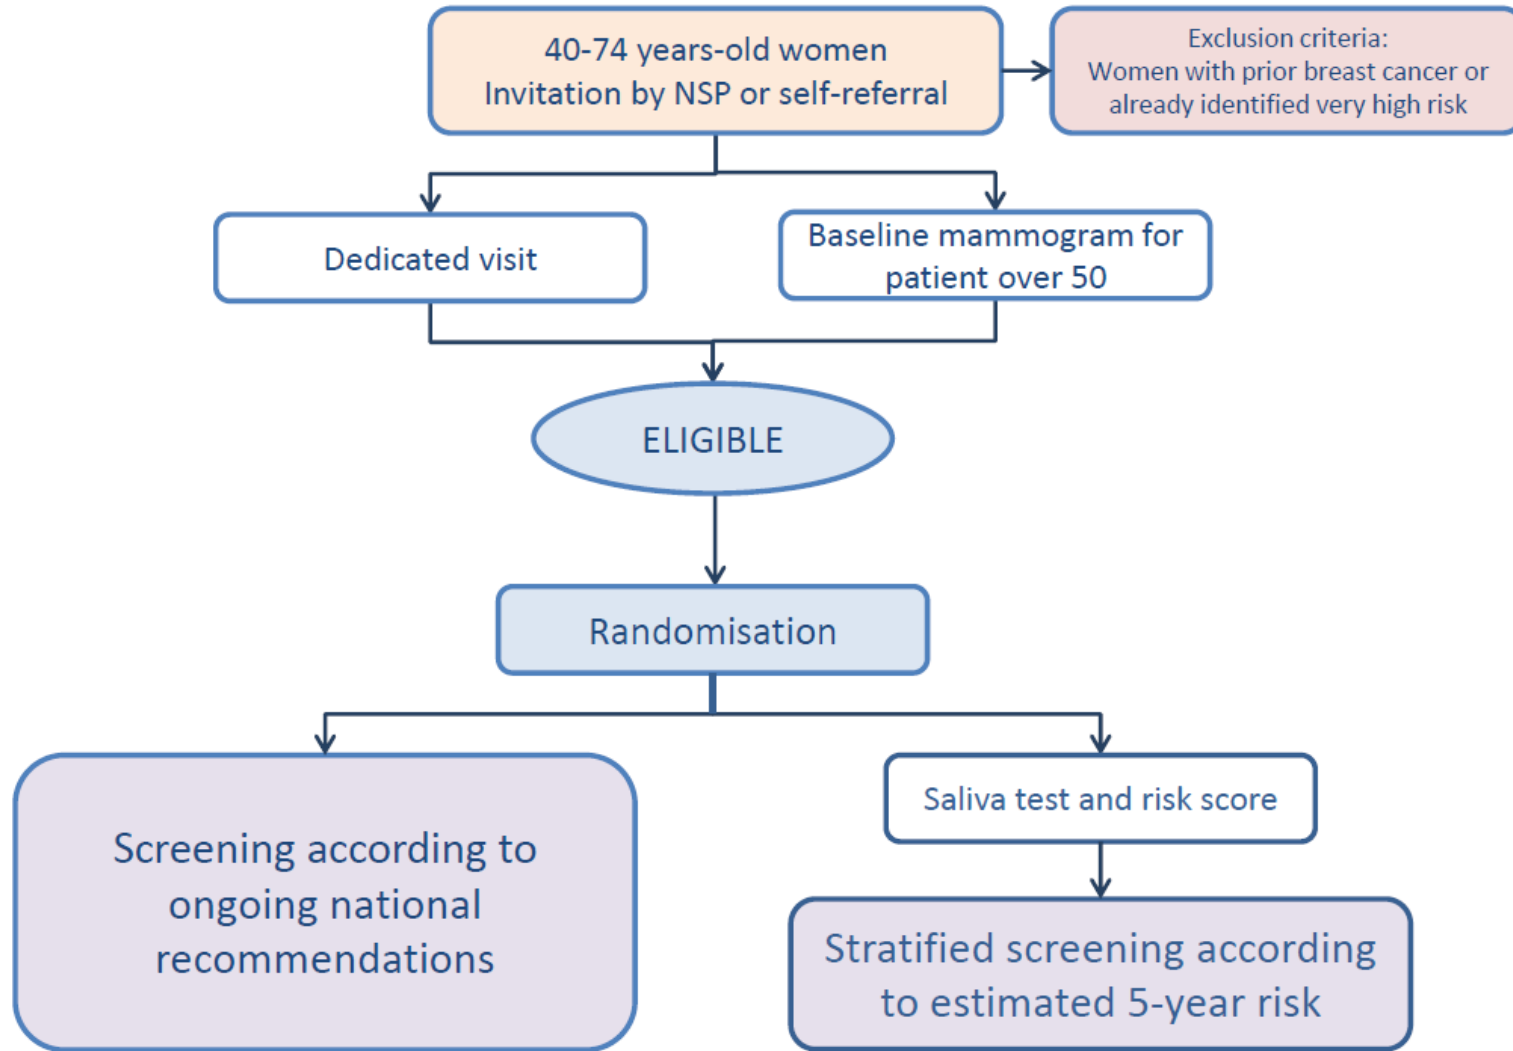 40-74 years-old women
Invitation by NSP or self-referral
Exclusion criteria:
Women with prior breast cancer or
already identified very high risk
Dedicated visit
Baseline mammogram for
patient over 50
ELIGIBLE
Randomisation
Screening according to
ongoing national
recommendations
Saliva test and risk score
Stratified screening according
to estimated 5-year risk